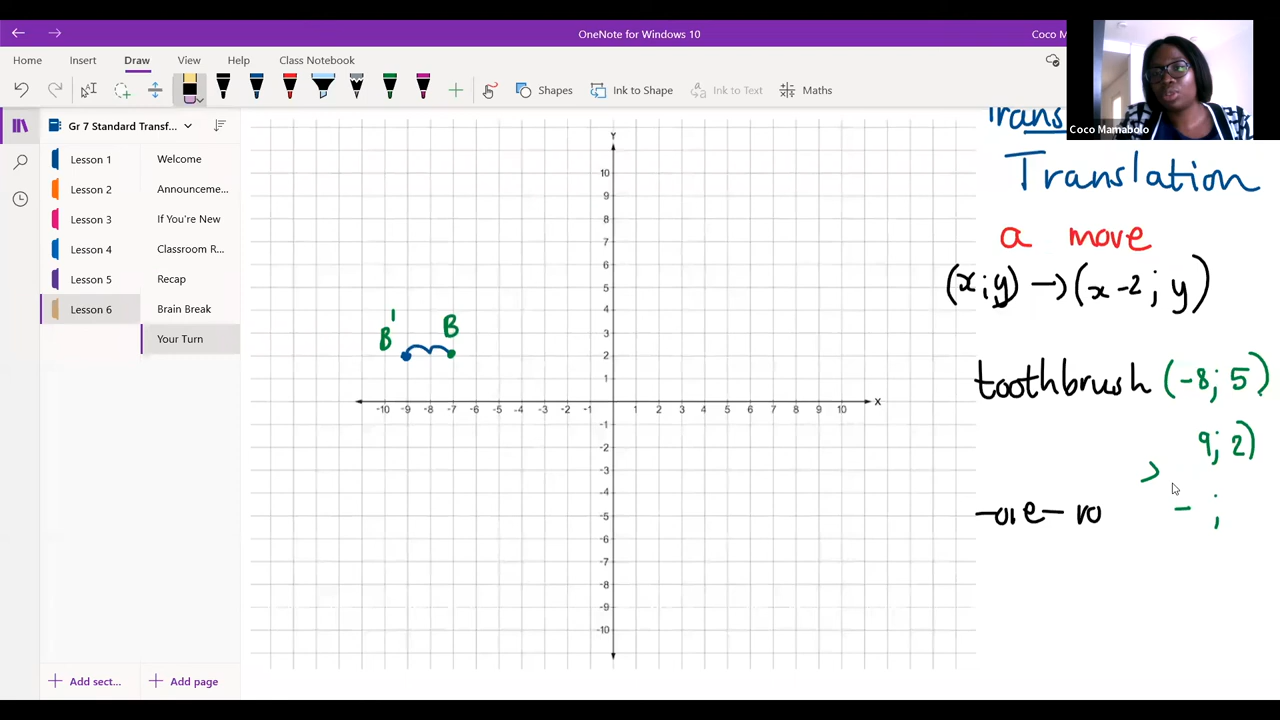 OneNote for Windows 10
Coco Ma
Home Insert Draw View Help Class Notebook
Shapes Ink to Shape Ink to Text Maths
Coco Mamabolo
Gr 7 Standard Transf...
Lesson 1
Lesson 2
Lesson 3
Lesson 4
Lesson 5
Lesson 6
Welcome
Announceme...
If You're New
Classroom R...
Recap
Brain Break
Your Turn
Add sect...
Add page
Y
10
9
8
7
6
5
4
3
2
1
-10 -9 -8 -7 -6 -5 -4 -3 -2 -1 1 2 3 4 5 6 7 8 9 10 X
-1
-2
-3
-4
-5
-6
-7
-8
-9
-10
B' B
Trans
Translation
a move
(x;y) → (x-2; y)
toothbrush (-8; 5)
9; 2)
- ;